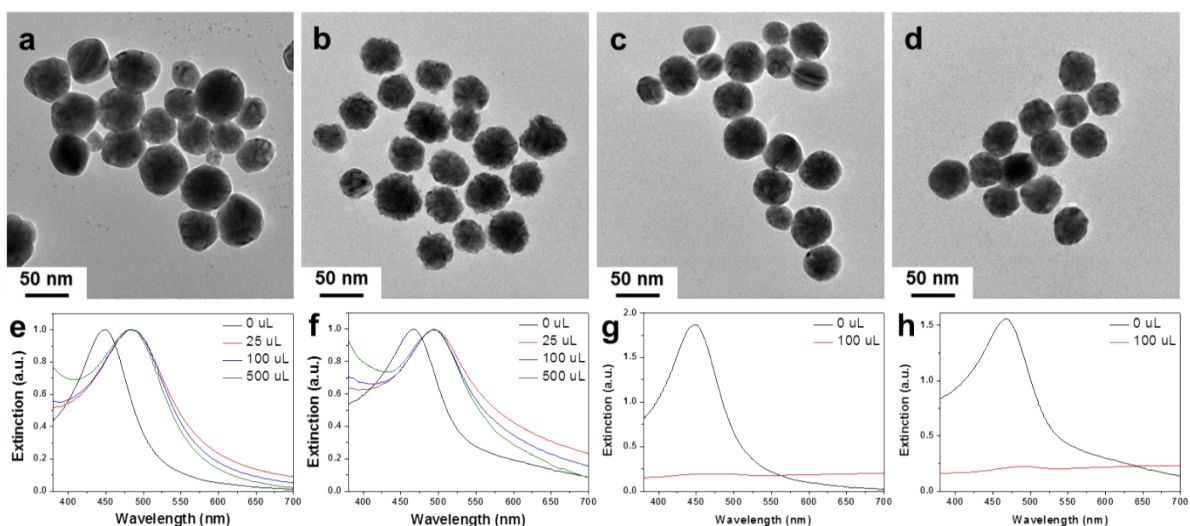 a
50 nm
b
50 nm
c
50 nm
d
50 nm
e
0 uL
25 uL
100 uL
500 uL
Extinction (a.u.)
1.0
0.8
0.6
0.4
0.2
0.0
400 450 500 550 600 650 700
Wavelength (nm)
f
0 uL
25 uL
100 uL
500 uL
Extinction (a.u.)
1.0
0.8
0.6
0.4
0.2
0.0
400 450 500 550 600 650 700
Wavelength (nm)
g
0 uL
100 uL
Extinction (a.u.)
2.0
1.5
1.0
0.5
0.0
400 450 500 550 600 650 700
Wavelength (nm)
h
0 uL
100 uL
Extinction (a.u.)
1.5
1.0
0.5
0.0
400 450 500 550 600 650 700
Wavelength (nm)